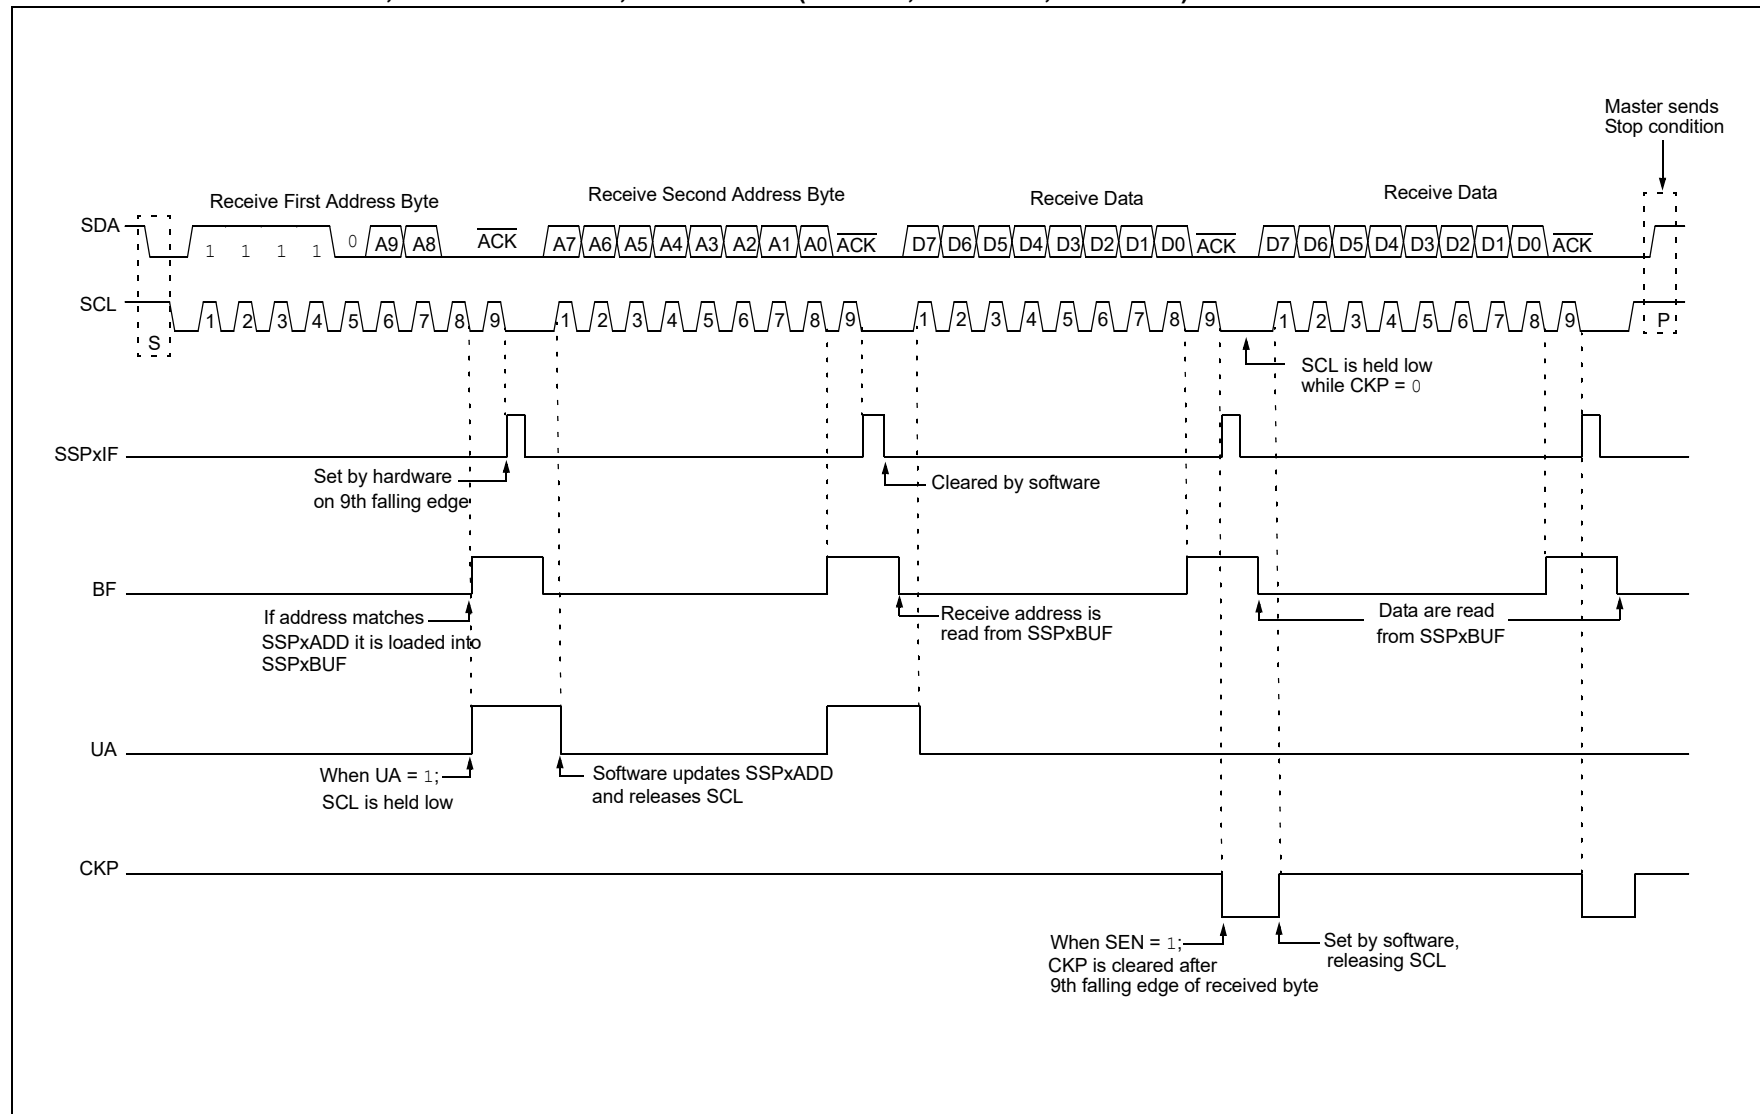 Master sends
Stop condition
Receive First Address Byte
Receive Second Address Byte
Receive Data
Receive Data
SDA
1 1 1 1 0 A9 A8 ACK A7 A6 A5 A4 A3 A2 A1 A0 ACK D7 D6 D5 D4 D3 D2 D1 D0 ACK D7 D6 D5 D4 D3 D2 D1 D0 ACK
SCL
1 2 3 4 5 6 7 8 9 1 2 3 4 5 6 7 8 9 1 2 3 4 5 6 7 8 9 1 2 3 4 5 6 7 8 9
S
P
SCL is held low
while CKP = 0
SSPxIF
Set by hardware
on 9th falling edge
Cleared by software
BF
If address matches
SSPxADD it is loaded into
SSPxBUF
Receive address is
read from SSPxBUF
Data are read
from SSPxBUF
UA
When UA = 1;
SCL is held low
Software updates SSPxADD
and releases SCL
CKP
When SEN = 1;
CKP is cleared after
9th falling edge of received byte
Set by software,
releasing SCL